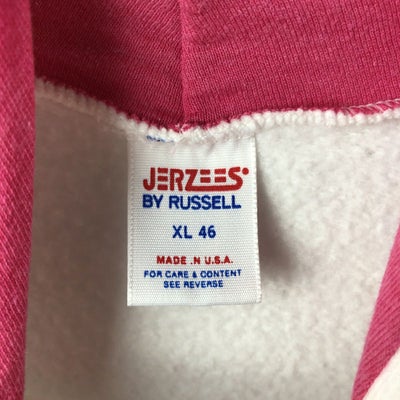 JERZEES
BY RUSSELL
XL 46
MADE IN U.S.A.
FOR CARE & CONTENT
SEE REVERSE